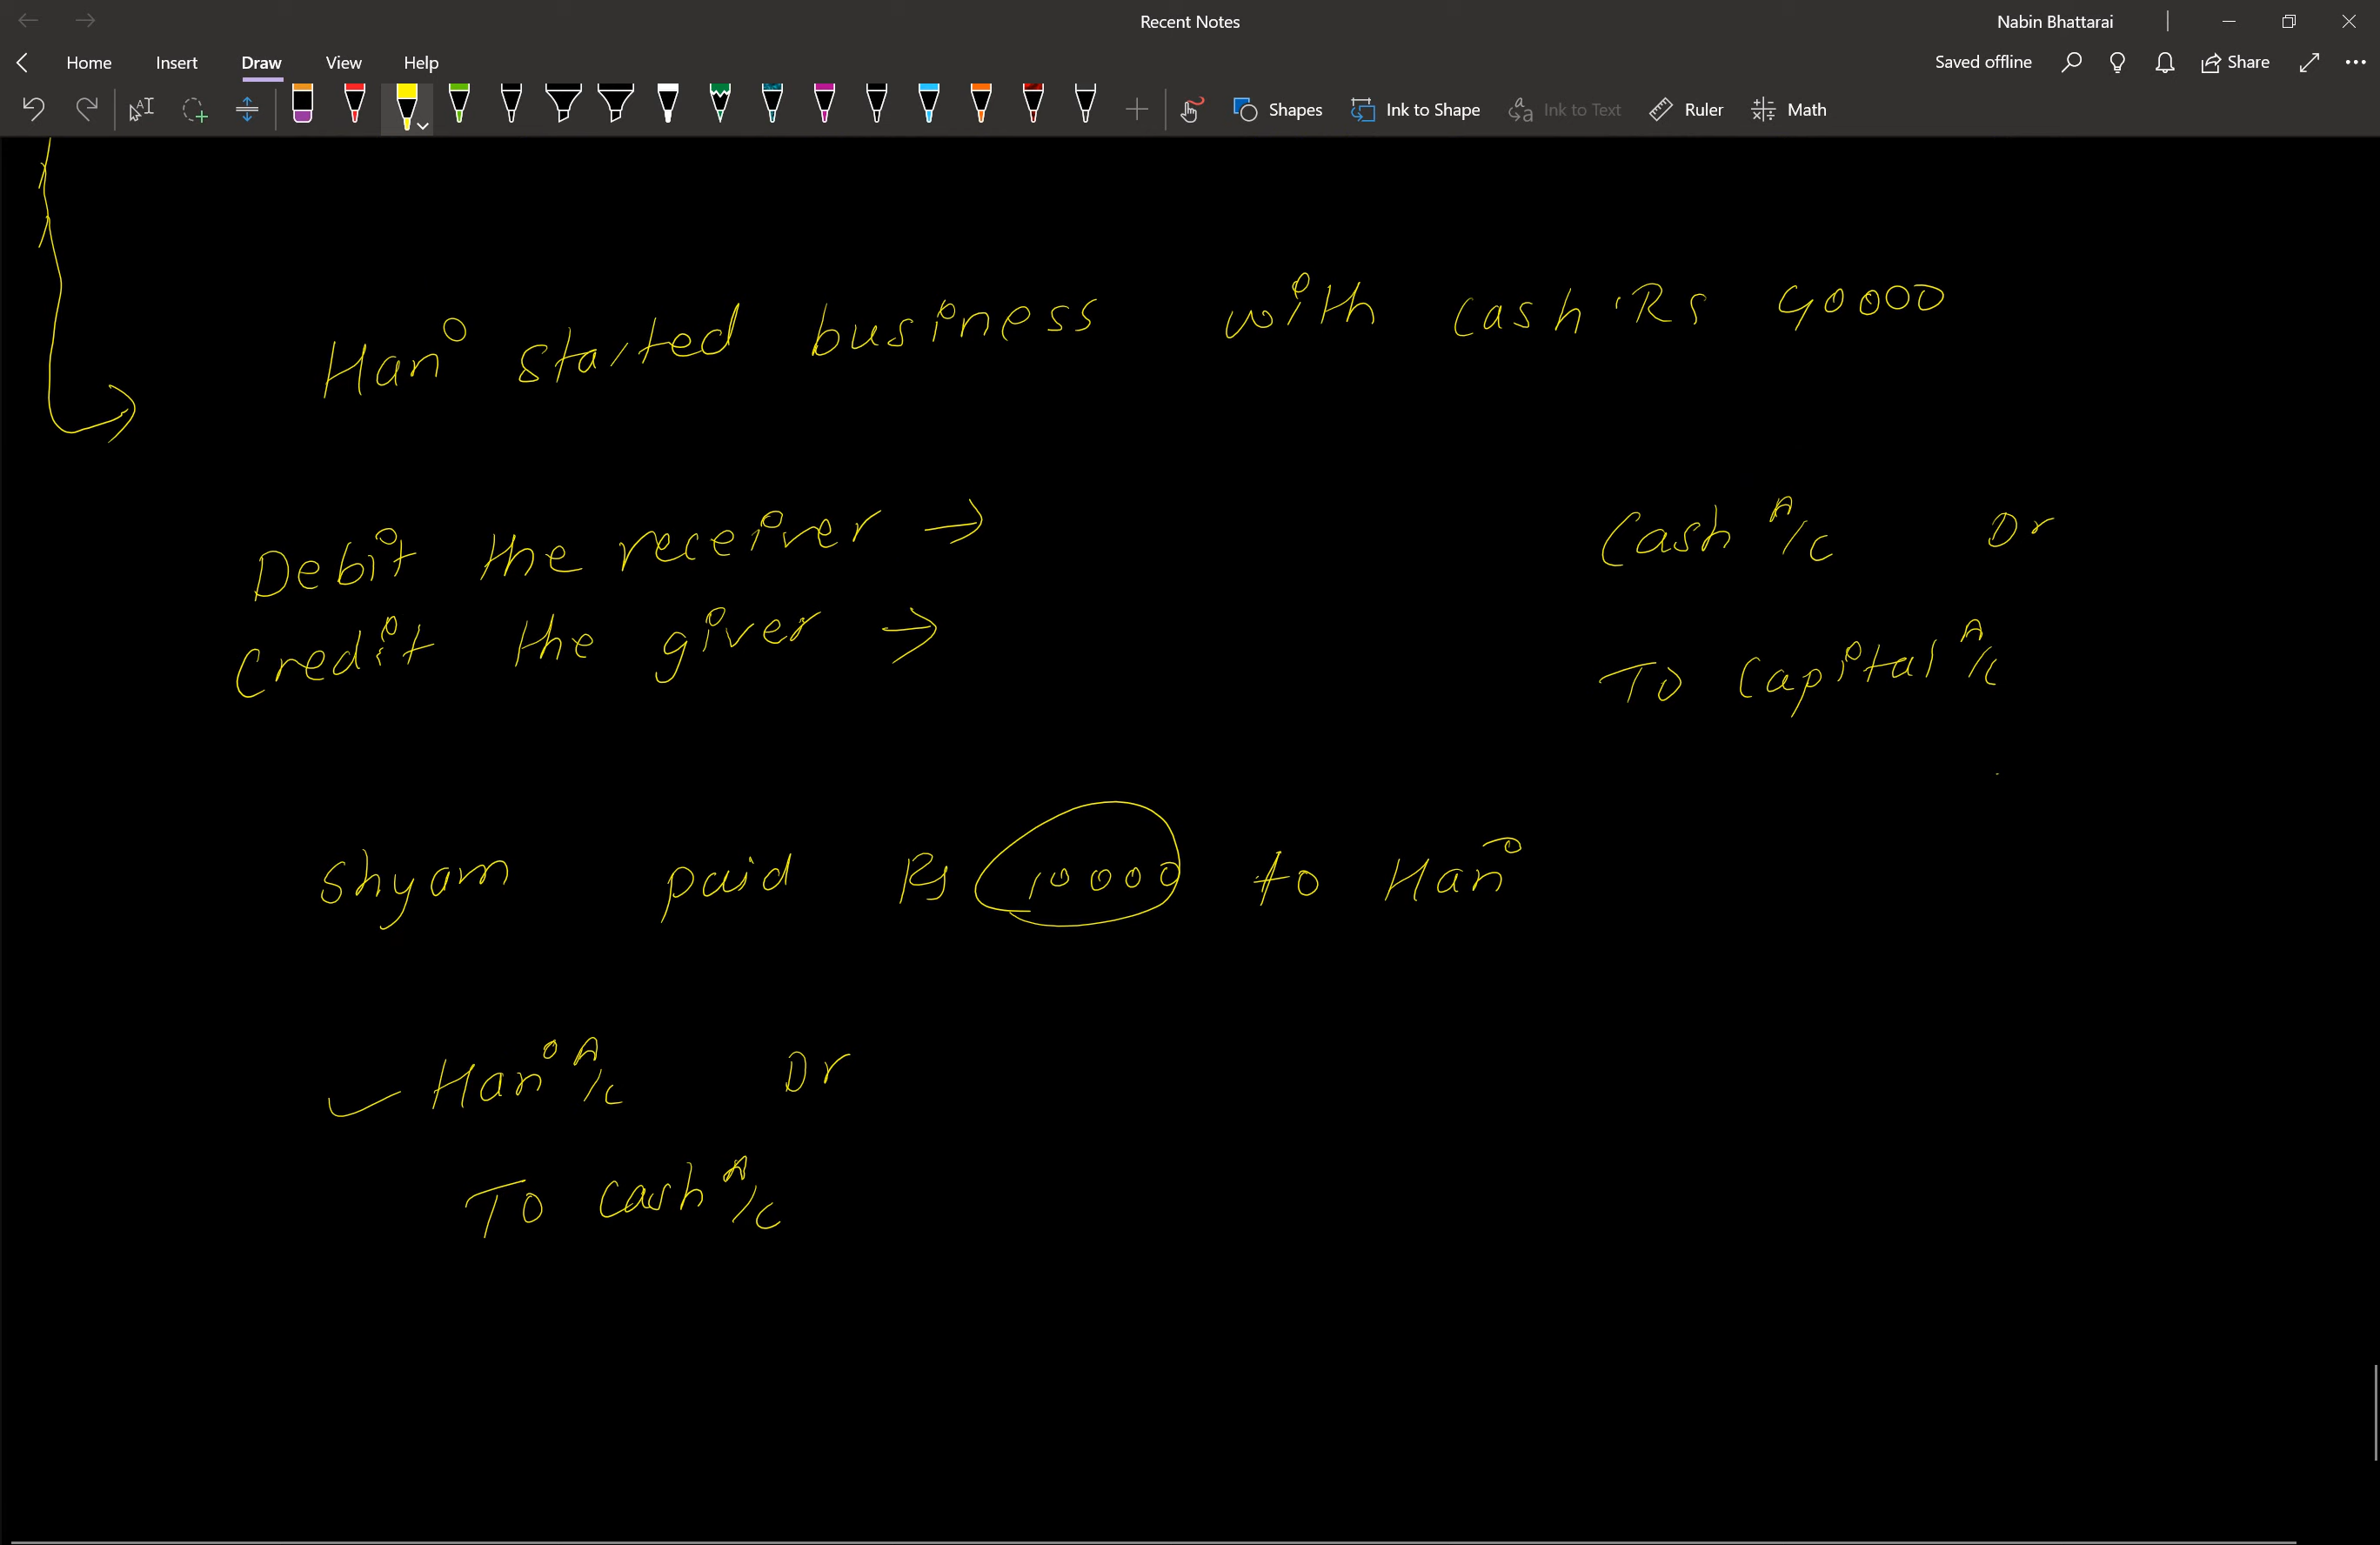 Recent Notes
Nabin Bhattarai
Home Insert Draw View Help
Saved offline
Share
Shapes Ink to Shape Ink to Text Ruler Math
Hari started business with cash Rs 40000
Debit the receiver →
Cash A/c Dr
Credit the giver →
To Capital A/c
Shyam paid Rs 10000 to Hari
✓ Hari A/c Dr
To Cash A/c